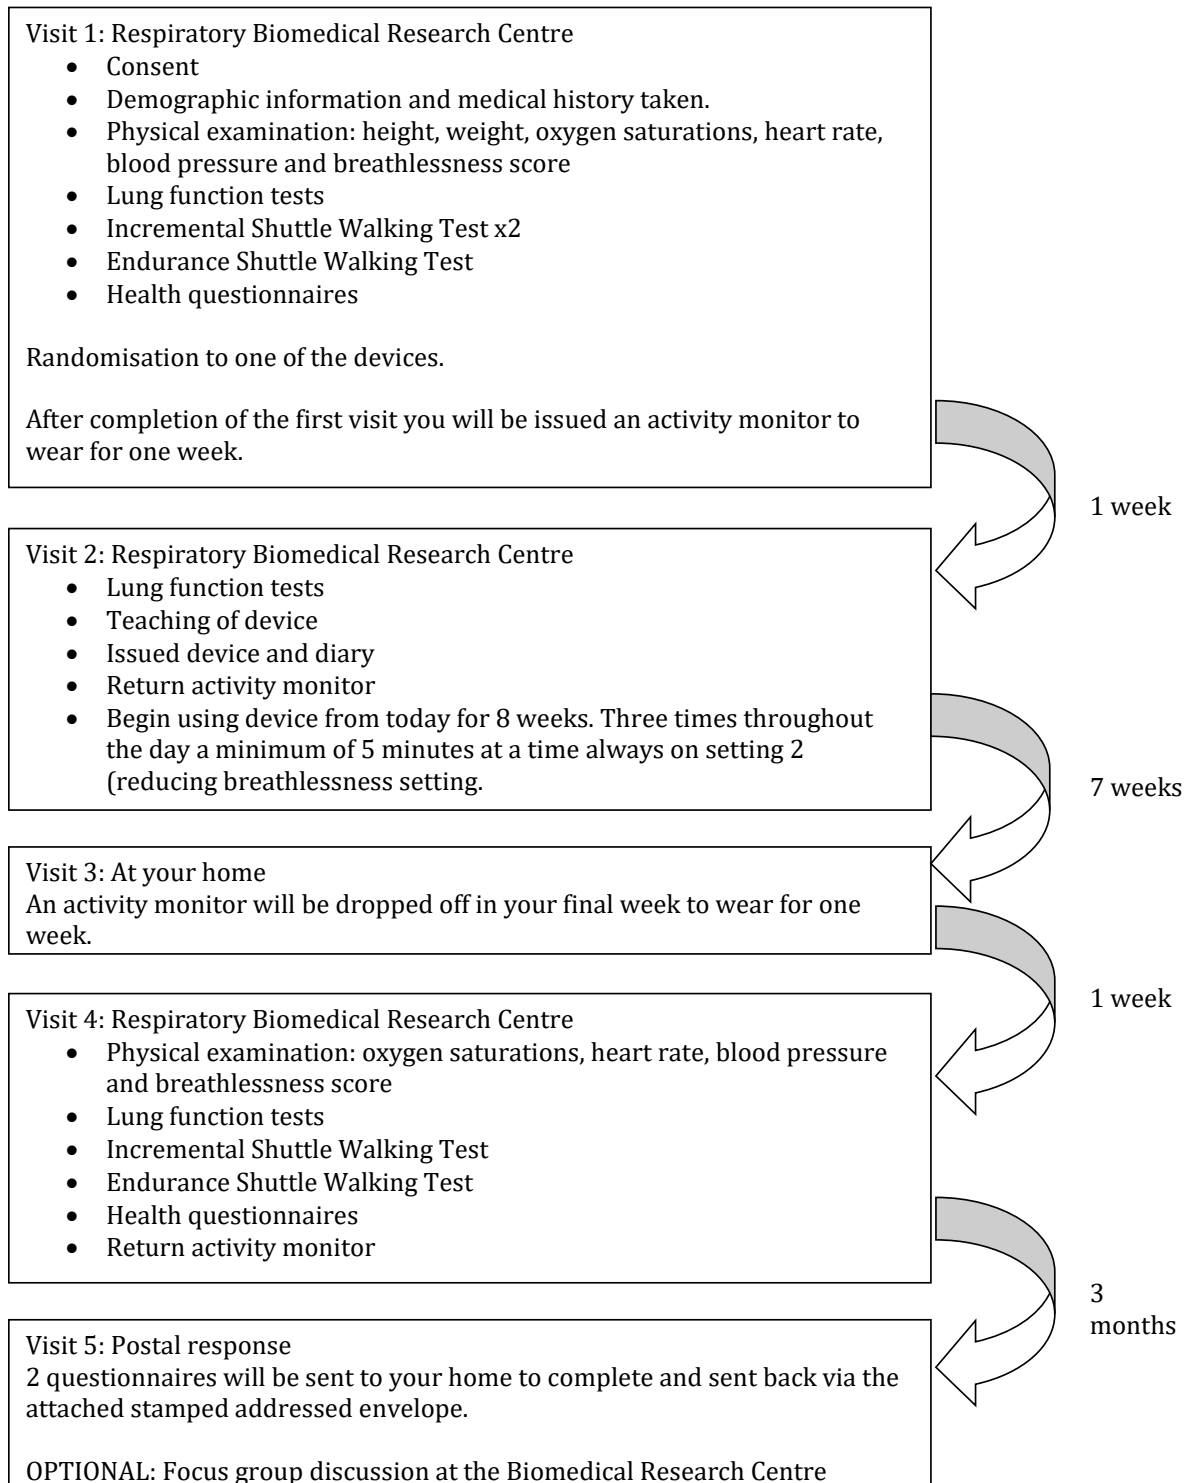 Visit 1: Respiratory Biomedical Research Centre
• Consent
• Demographic information and medical history taken.
• Physical examination: height, weight, oxygen saturations, heart rate,
blood pressure and breathlessness score
• Lung function tests
• Incremental Shuttle Walking Test x2
• Endurance Shuttle Walking Test
• Health questionnaires
Randomisation to one of the devices.
After completion of the first visit you will be issued an activity monitor to
wear for one week.
1 week
Visit 2: Respiratory Biomedical Research Centre
• Lung function tests
• Teaching of device
• Issued device and diary
• Return activity monitor
• Begin using device from today for 8 weeks. Three times throughout
the day a minimum of 5 minutes at a time always on setting 2
(reducing breathlessness setting.
7 weeks
Visit 3: At your home
An activity monitor will be dropped off in your final week to wear for one
week.
1 week
Visit 4: Respiratory Biomedical Research Centre
• Physical examination: oxygen saturations, heart rate, blood pressure
and breathlessness score
• Lung function tests
• Incremental Shuttle Walking Test
• Endurance Shuttle Walking Test
• Health questionnaires
• Return activity monitor
3
months
Visit 5: Postal response
2 questionnaires will be sent to your home to complete and sent back via the
attached stamped addressed envelope.
OPTIONAL: Focus group discussion at the Biomedical Research Centre